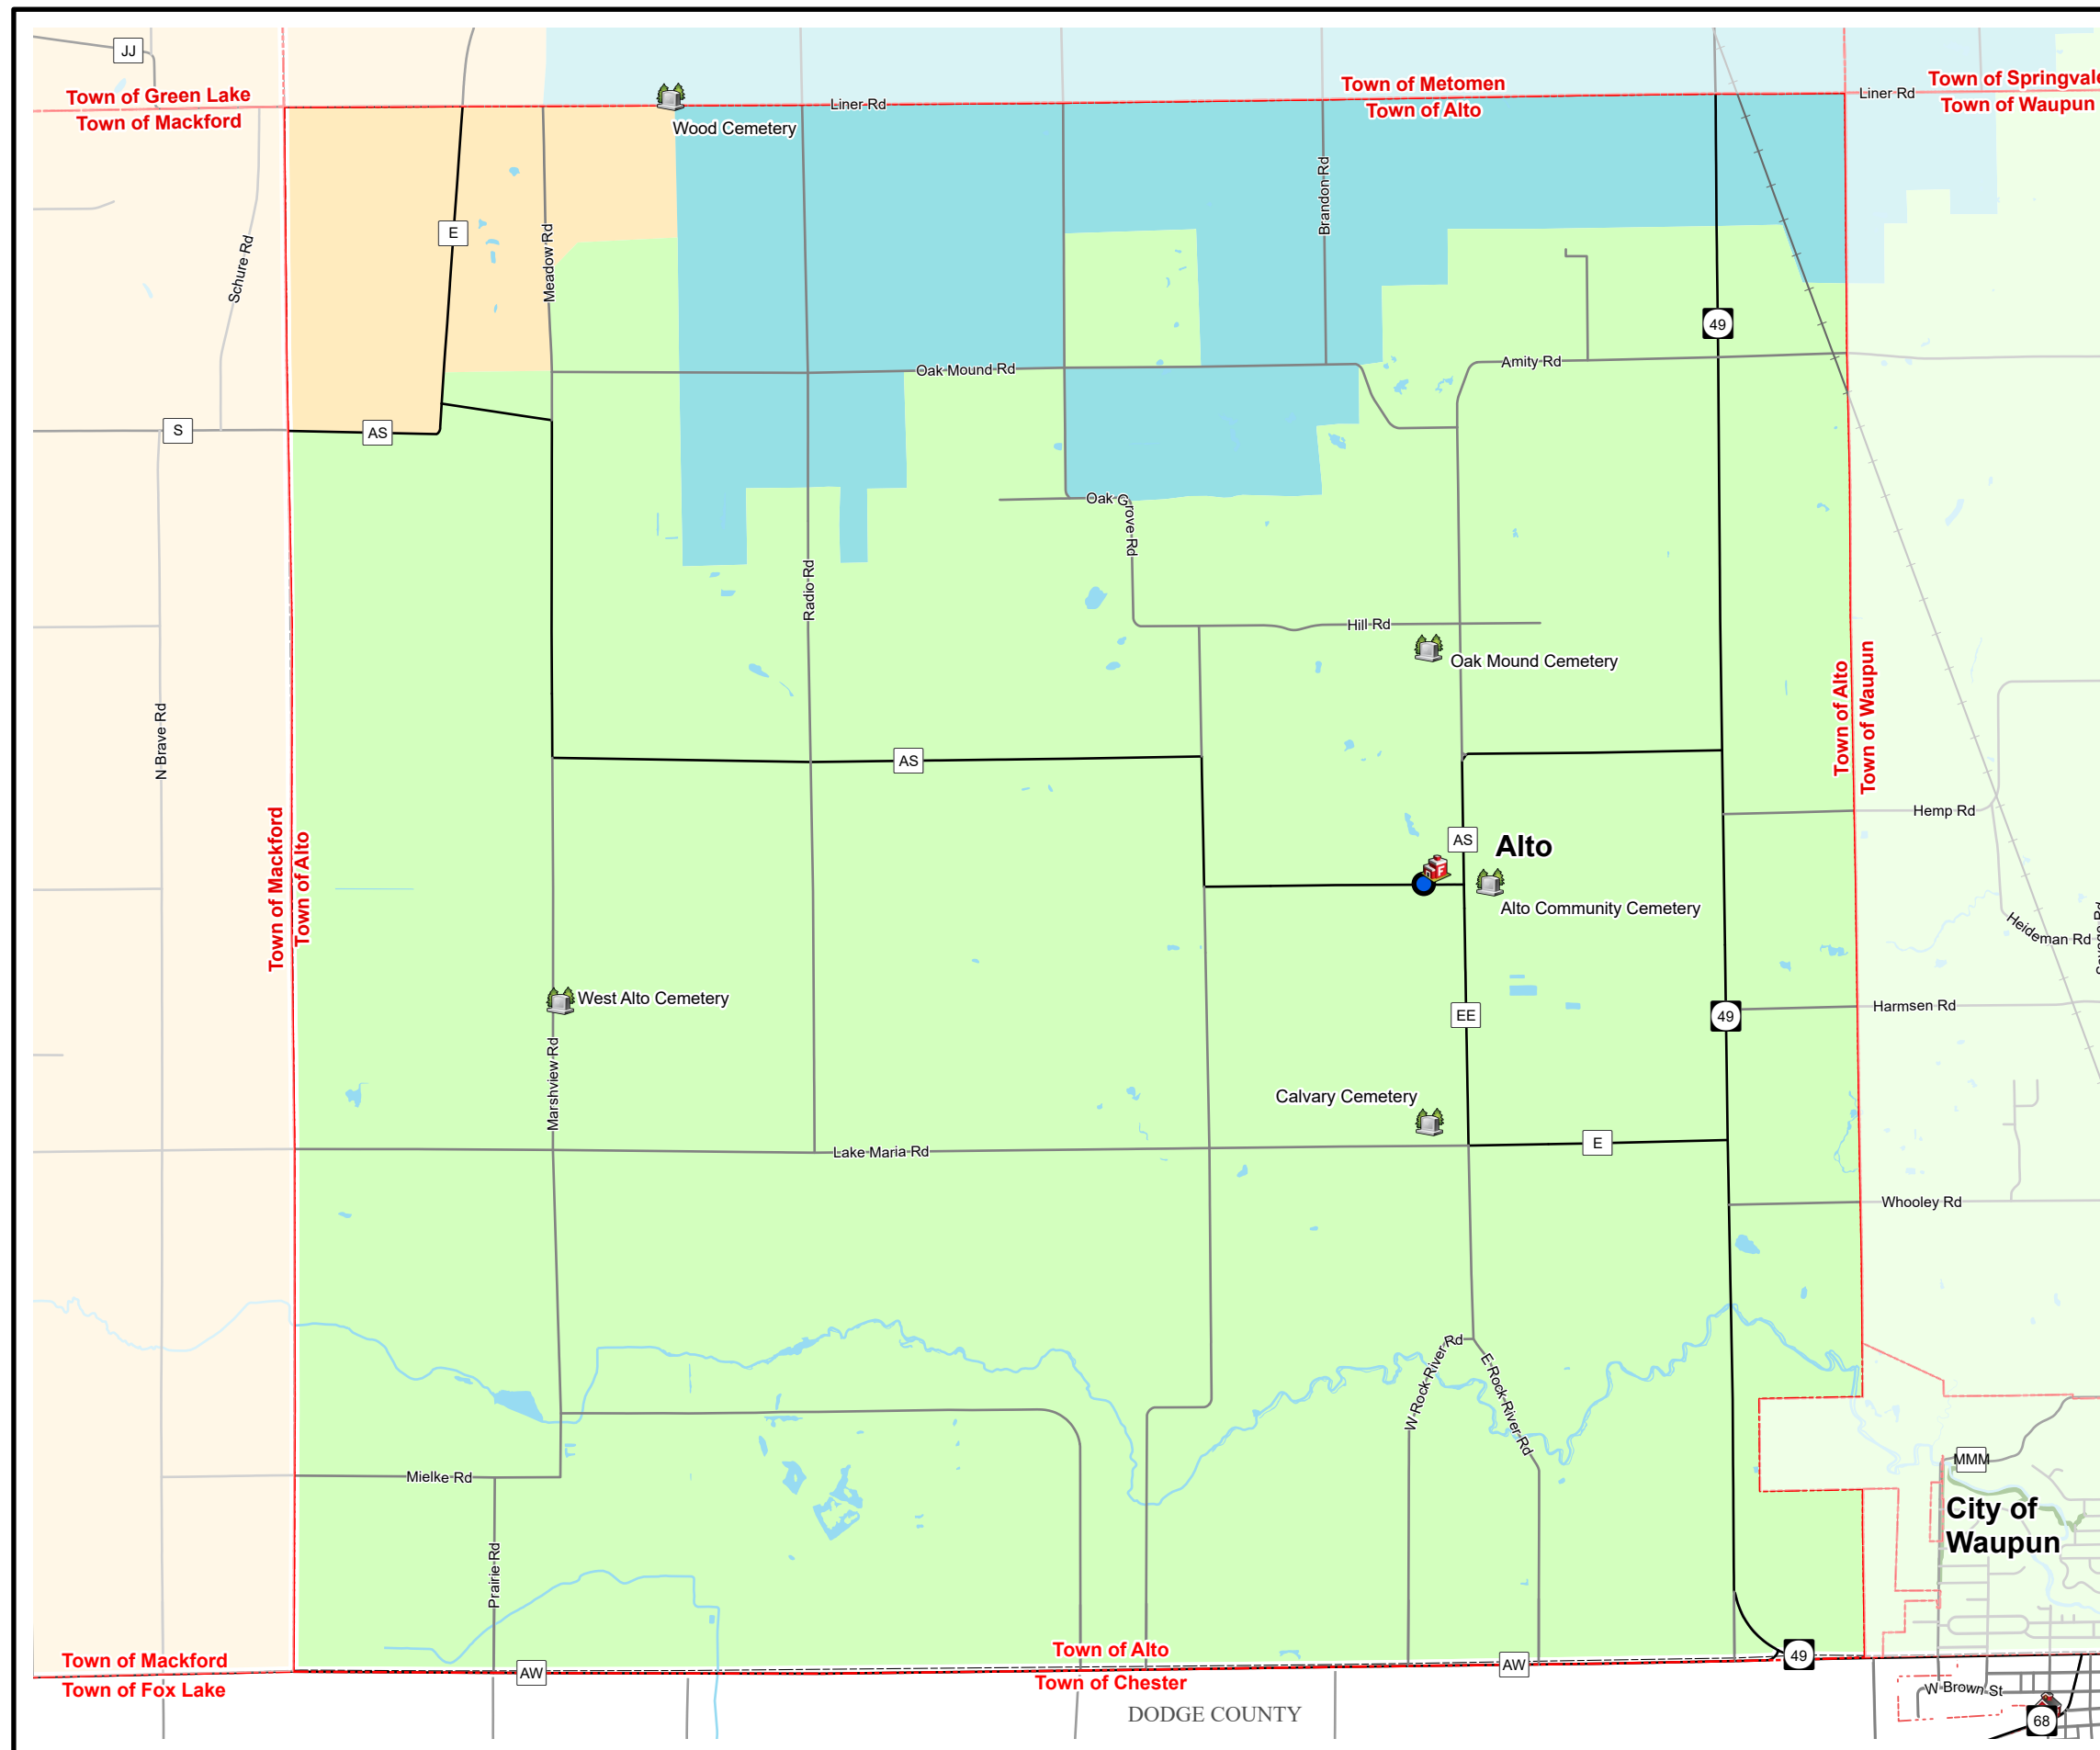 JJ
Town of Green Lake
Town of Mackford
Wood Cemetery
Liner Rd
Town of Metomen
Town of Alto
Liner Rd
Town of Springvale
Town of Waupun
Schure Rd
E
Meadow Rd
Brandon Rd
49
S
AS
Oak Mound Rd
Amity Rd
Oak Grove Rd
Radio Rd
Hill Rd
Oak Mound Cemetery
N Brave Rd
Town of Alto
Town of Waupun
AS
Hemp Rd
Town of Mackford
Town of Alto
AS
Alto
F
Alto Community Cemetery
Heideman Rd
West Alto Cemetery
EE
49
Harmsen Rd
Marshview Rd
Calvary Cemetery
Lake Maria Rd
E
Whooley Rd
W Rock River Rd
E Rock River Rd
Mielke Rd
MMM
City of
Waupun
Prairie Rd
Town of Mackford
Town of Fox Lake
AW
Town of Alto
Town of Chester
AW
49
DODGE COUNTY
W Brown St
68